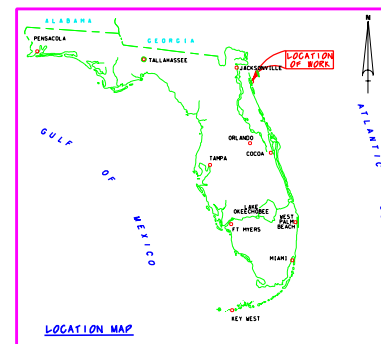 ALABAMA
GEORGIA
N
PENSACOLA
TALLAHASSEE
JACKSONVILLE
LOCATION
OF WORK
ATLANTIC
GULF OF MEXICO
ORLANDO
COCOA
TAMPA
LAKE
OKEECHOBEE
WEST
PALM
BEACH
FT MYERS
MIAMI
KEY WEST
LOCATION MAP